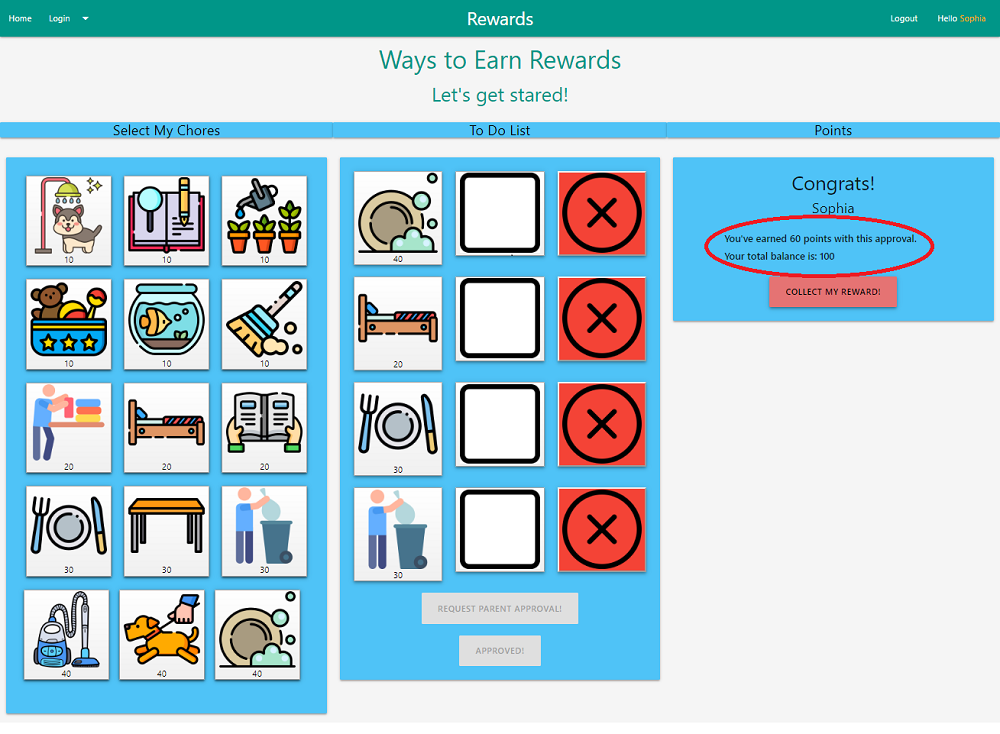 Home Login Rewards Logout Hello Sophia
Ways to Earn Rewards
Let's get stared!
Select My Chores To Do List Points
10 10 10
10 10 10
20 20 20
30 30 30
40 40 40
40
20
30
30
REQUEST PARENT APPROVAL!
APPROVED!
Congrats!
Sophia
You've earned 60 points with this approval.
Your total balance is: 100
COLLECT MY REWARD!